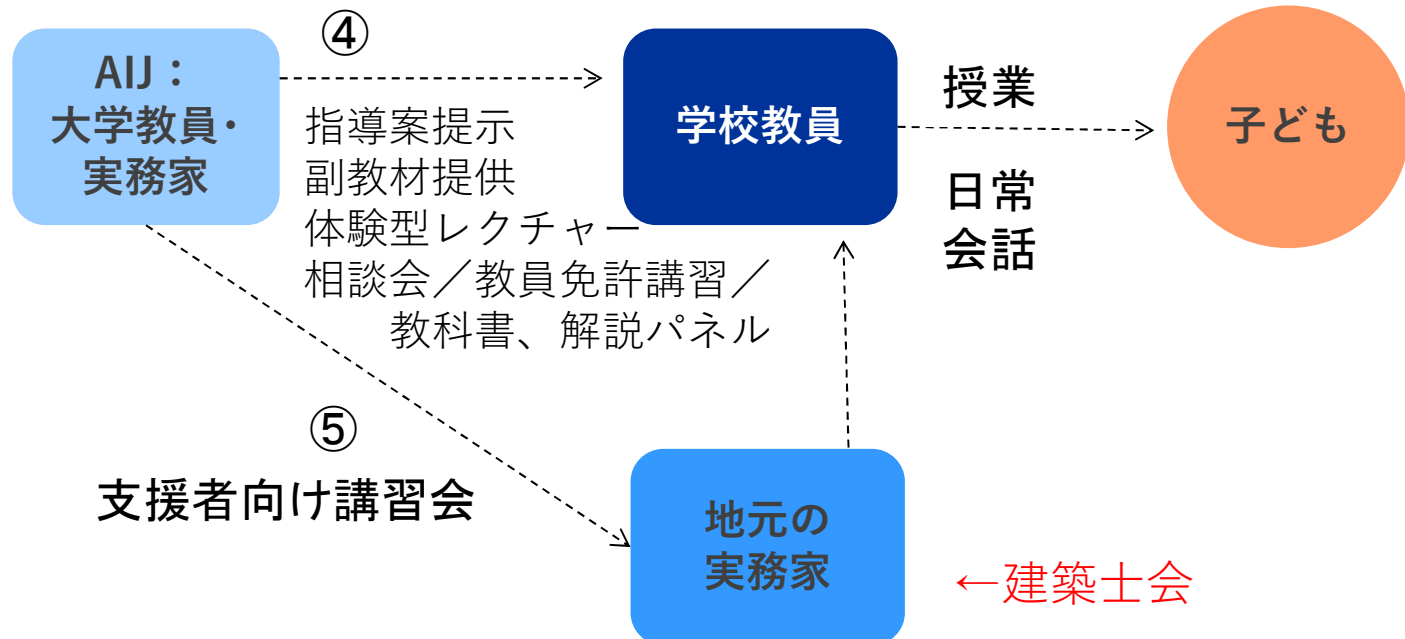 ④
AIJ：
大学教員・
実務家
指導案提示
副教材提供
体験型レクチャー
相談会／教員免許講習／
教科書、解説パネル
学校教員
授業
日常
会話
子ども
⑤
支援者向け講習会
地元の
実務家
←建築士会